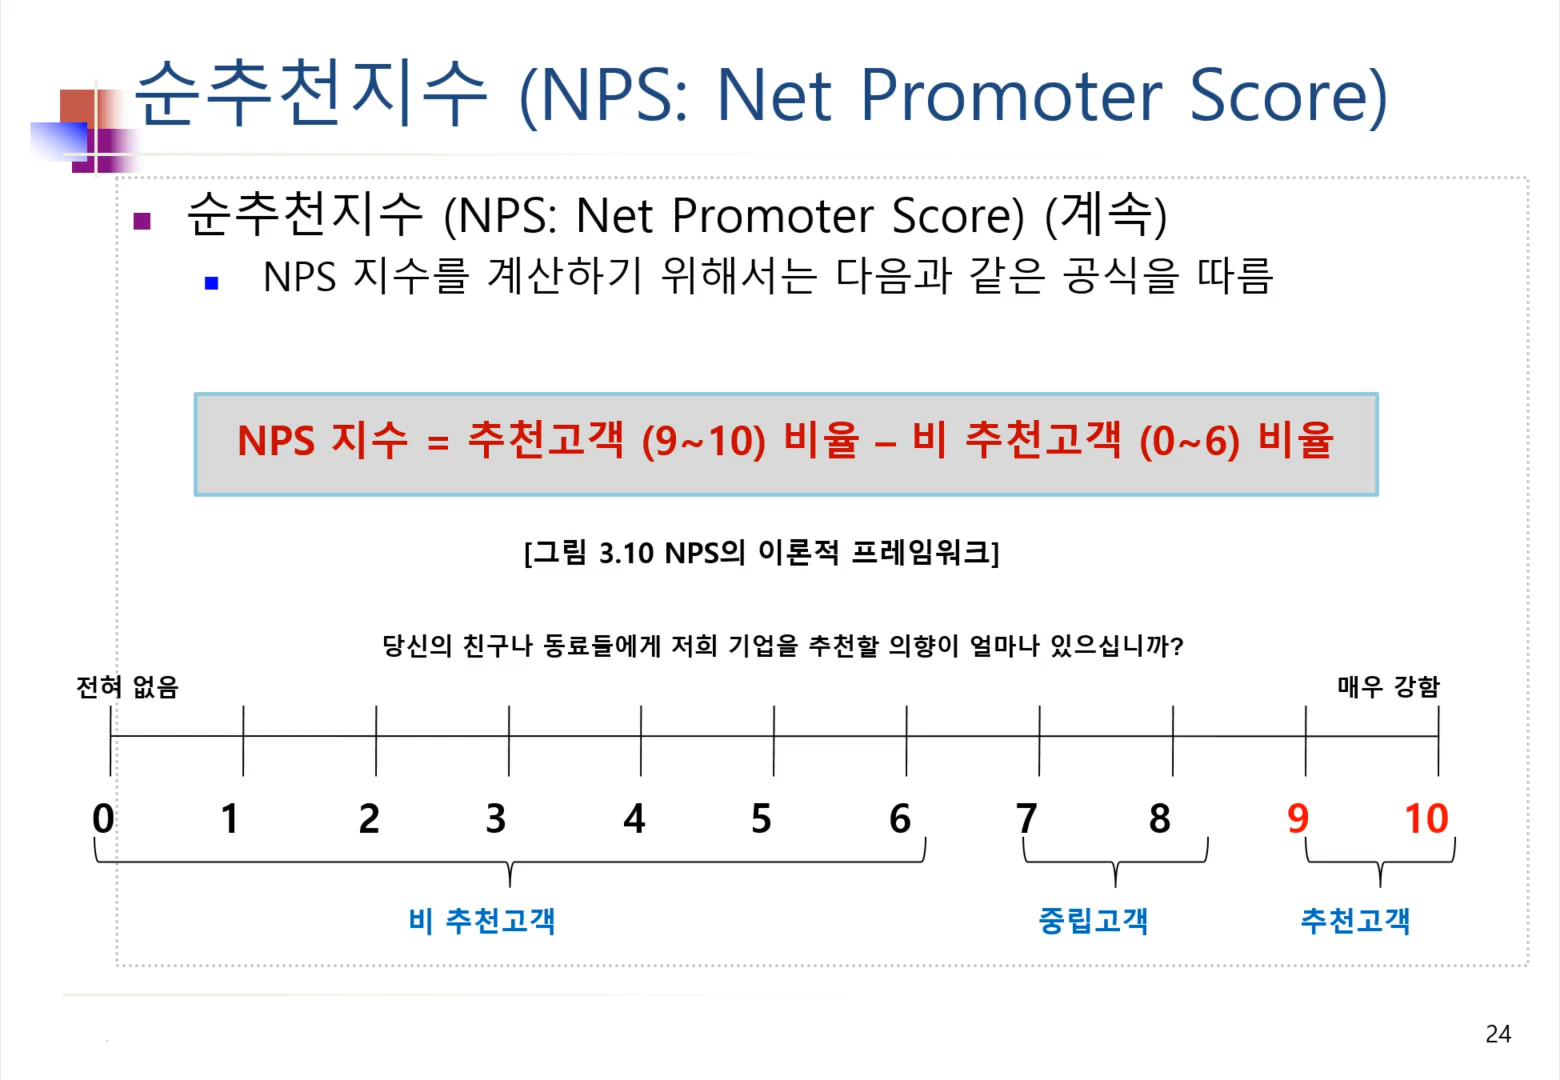 순추천지수 (NPS: Net Promoter Score)
순추천지수 (NPS: Net Promoter Score) (계속)
NPS 지수를 계산하기 위해서는 다음과 같은 공식을 따름
NPS 지수 = 추천고객 (9~10) 비율 – 비 추천고객 (0~6) 비율
[그림 3.10 NPS의 이론적 프레임워크]
당신의 친구나 동료들에게 저희 기업을 추천할 의향이 얼마나 있으십니까?
전혀 없음 매우 강함
0 1 2 3 4 5 6 7 8 9 10
비 추천고객 중립고객 추천고객
24